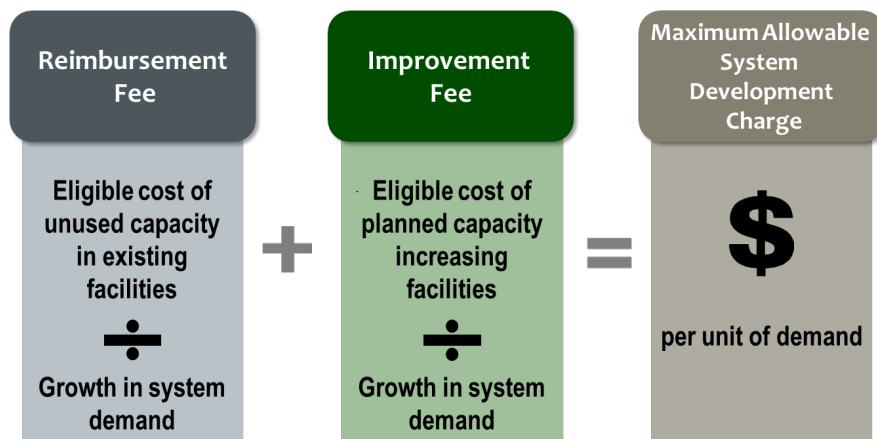 Reimbursement
Fee
Eligible cost of
unused capacity
in existing
facilities
÷
Growth in system
demand
+
Improvement
Fee
Eligible cost of
planned capacity
increasing
facilities
÷
Growth in system
demand
=
Maximum Allowable
System
Development
Charge
$
per unit of demand